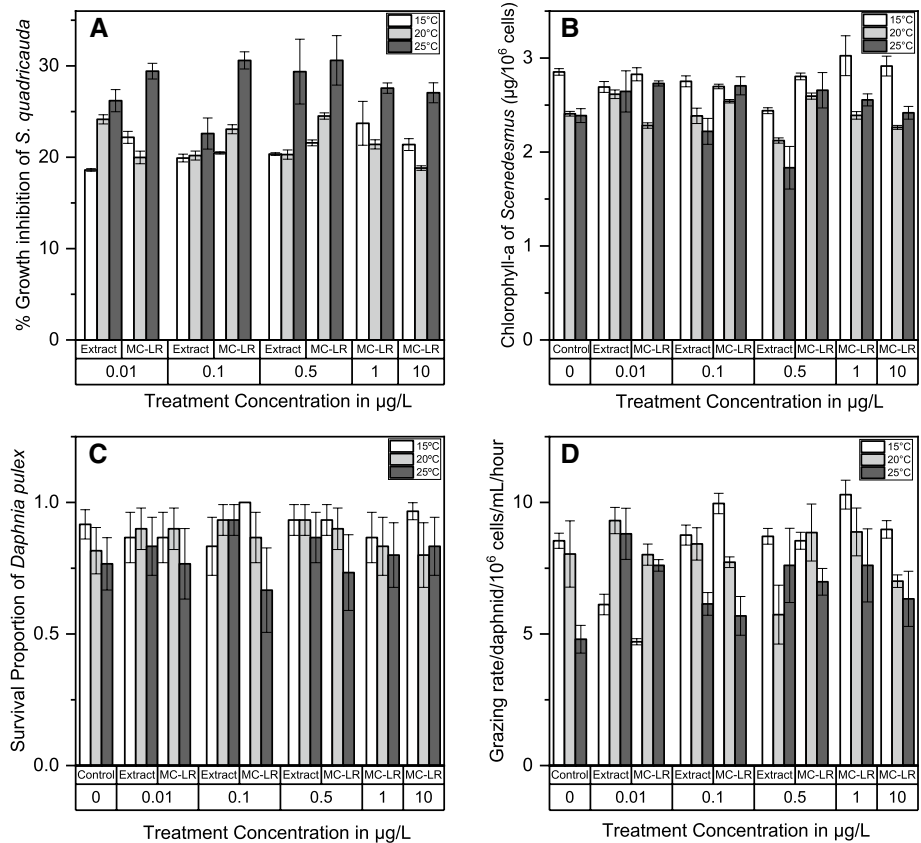 A
15°C
20°C
25°C
% Growth inhibition of S. quadricauda
30
20
10
0
Extract MC-LR Extract MC-LR Extract MC-LR MC-LR MC-LR
0.01 0.1 0.5 1 10
Treatment Concentration in µg/L
B
15°C
20°C
25°C
Chlorophyll-a of Scenedesmus (µg/10⁶ cells)
3
2
1
0
Control Extract MC-LR Extract MC-LR Extract MC-LR MC-LR MC-LR
0 0.01 0.1 0.5 1 10
Treatment Concentration in µg/L
C
15ºC
20ºC
25ºC
Survival Proportion of Daphnia pulex
1.0
0.5
0.0
Control Extract MC-LR Extract MC-LR Extract MC-LR MC-LR MC-LR
0 0.01 0.1 0.5 1 10
Treatment Concentration in µg/L
D
15°C
20°C
25°C
Grazing rate/daphnid/10⁶ cells/mL/hour
10
5
0
Control Extract MC-LR Extract MC-LR Extract MC-LR MC-LR MC-LR
0 0.01 0.1 0.5 1 10
Treatment Concentration in µg/L